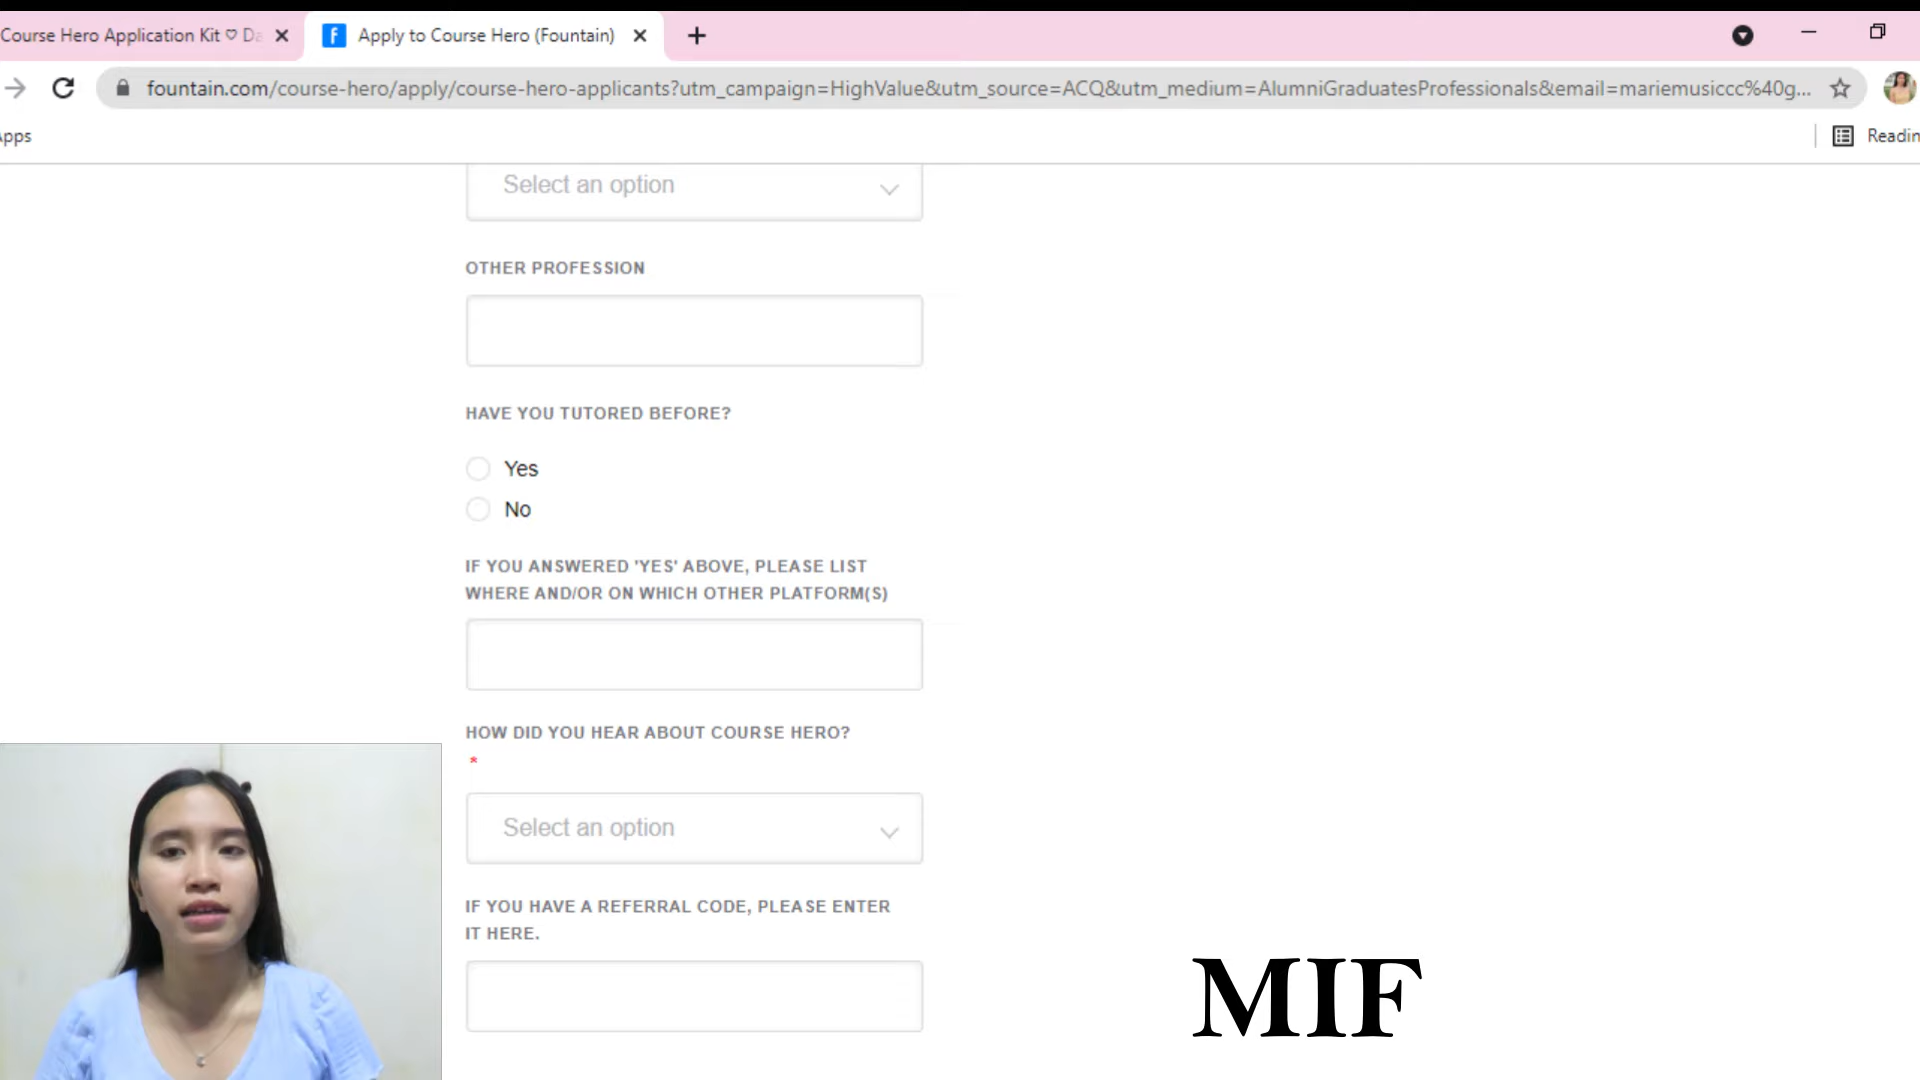 Course Hero Application Kit ♡ Da
Apply to Course Hero (Fountain)
fountain.com/course-hero/apply/course-hero-applicants?utm_campaign=HighValue&utm_source=ACQ&utm_medium=AlumniGraduatesProfessionals&email=mariemusiccc%40g...
Apps
Readin
Select an option
OTHER PROFESSION
HAVE YOU TUTORED BEFORE?
Yes
No
IF YOU ANSWERED 'YES' ABOVE, PLEASE LIST
WHERE AND/OR ON WHICH OTHER PLATFORM(S)
HOW DID YOU HEAR ABOUT COURSE HERO?
*
Select an option
IF YOU HAVE A REFERRAL CODE, PLEASE ENTER
IT HERE.
MIF